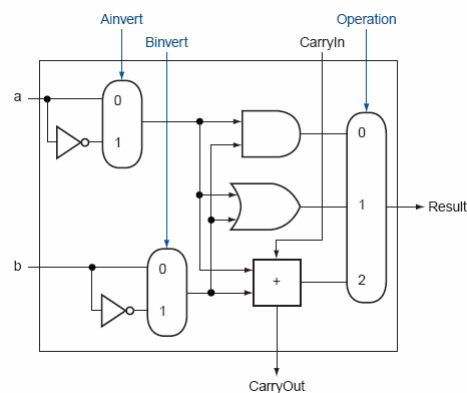 Ainvert
Operation
Binvert
CarryIn
a
0
1
0
1
Result
b
0
1
+
2
CarryOut